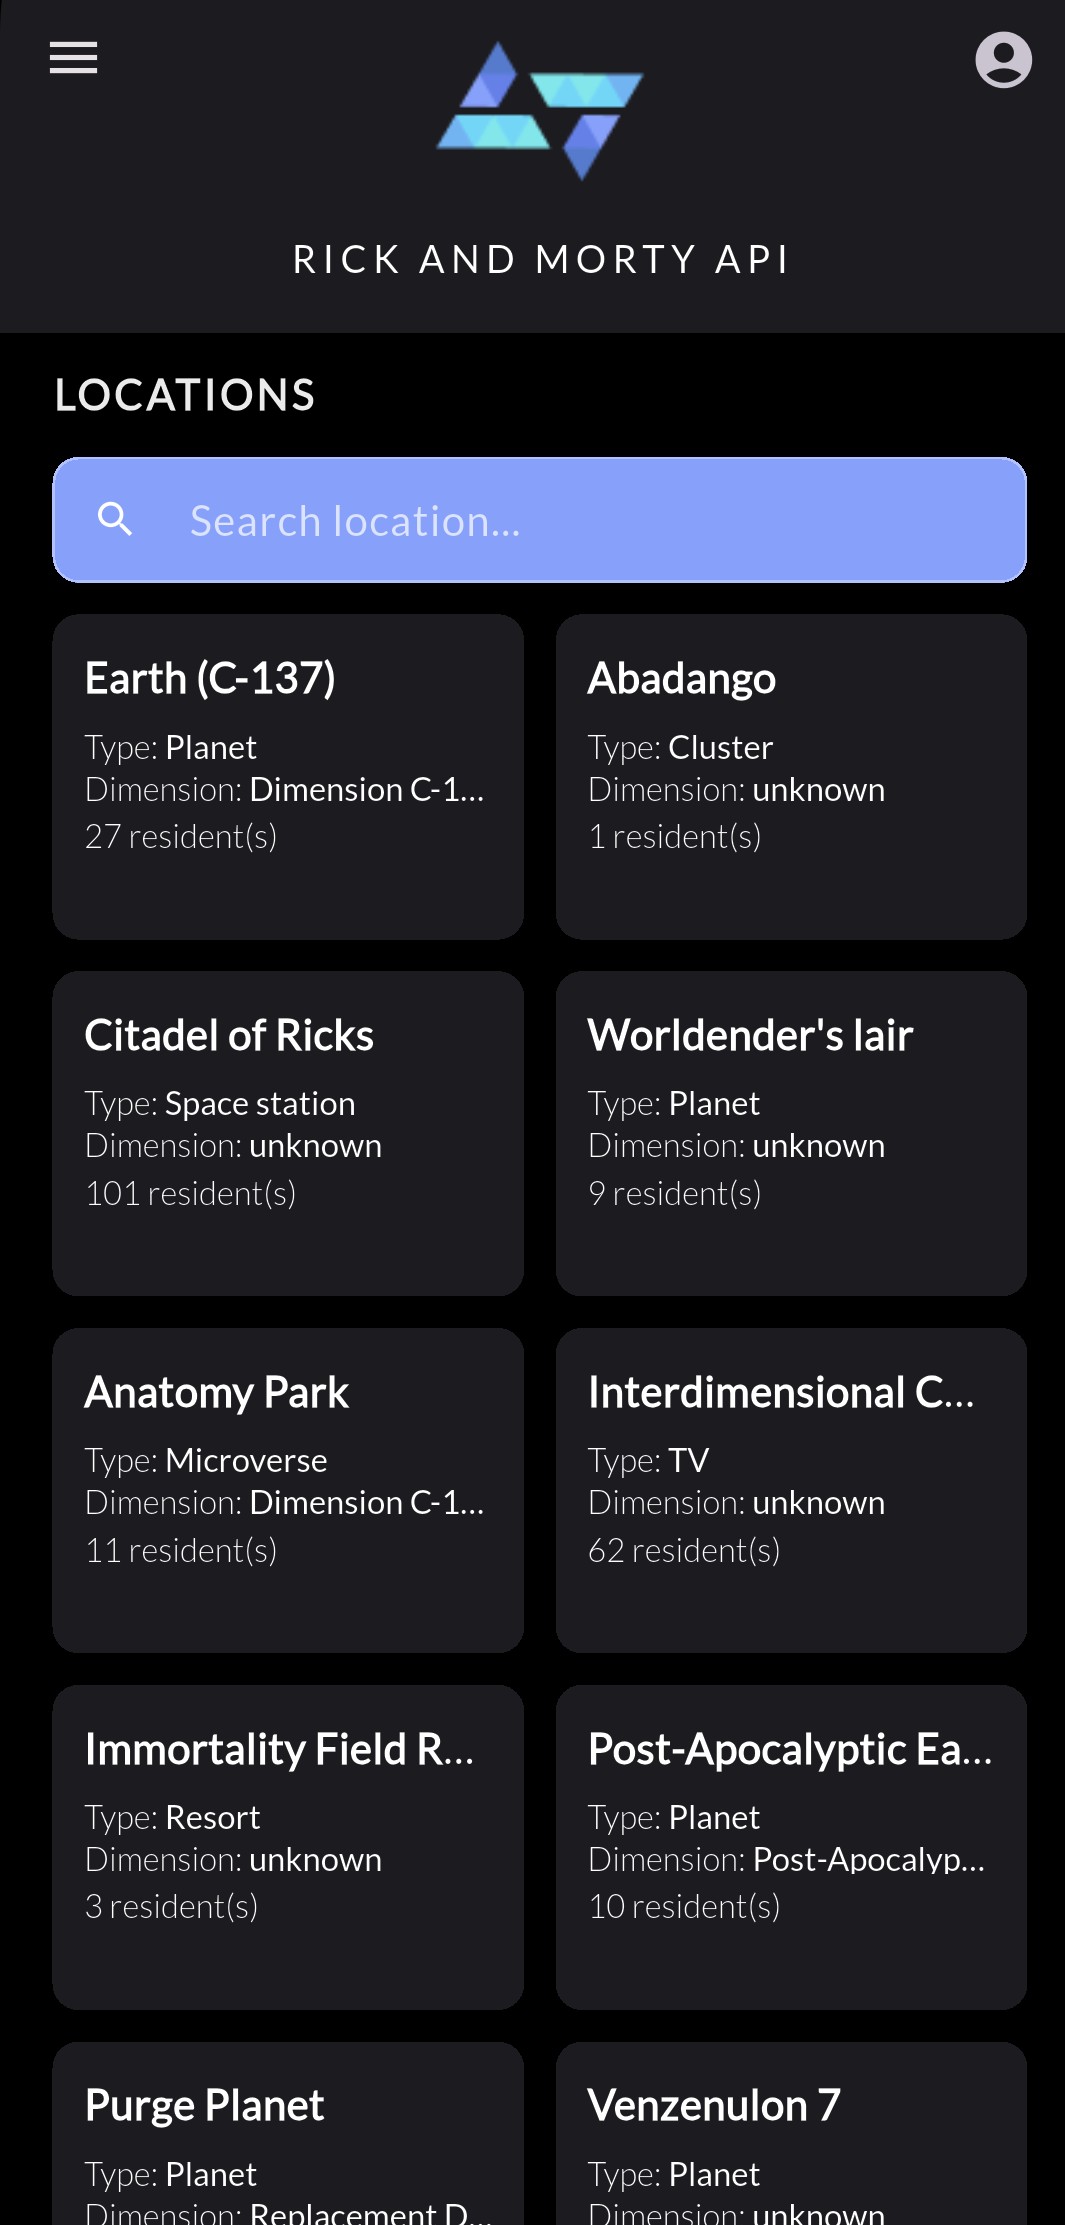 RICK AND MORTY API
LOCATIONS
Search location...
Earth (C-137)
Type: Planet
Dimension: Dimension C-1...
27 resident(s)
Abadango
Type: Cluster
Dimension: unknown
1 resident(s)
Citadel of Ricks
Type: Space station
Dimension: unknown
101 resident(s)
Worldender's lair
Type: Planet
Dimension: unknown
9 resident(s)
Anatomy Park
Type: Microverse
Dimension: Dimension C-1...
11 resident(s)
Interdimensional C...
Type: TV
Dimension: unknown
62 resident(s)
Immortality Field R...
Type: Resort
Dimension: unknown
3 resident(s)
Post-Apocalyptic Ea...
Type: Planet
Dimension: Post-Apocalyp...
10 resident(s)
Purge Planet
Type: Planet
Dimension: Replacement D...
Venzenulon 7
Type: Planet
Dimension: unknown